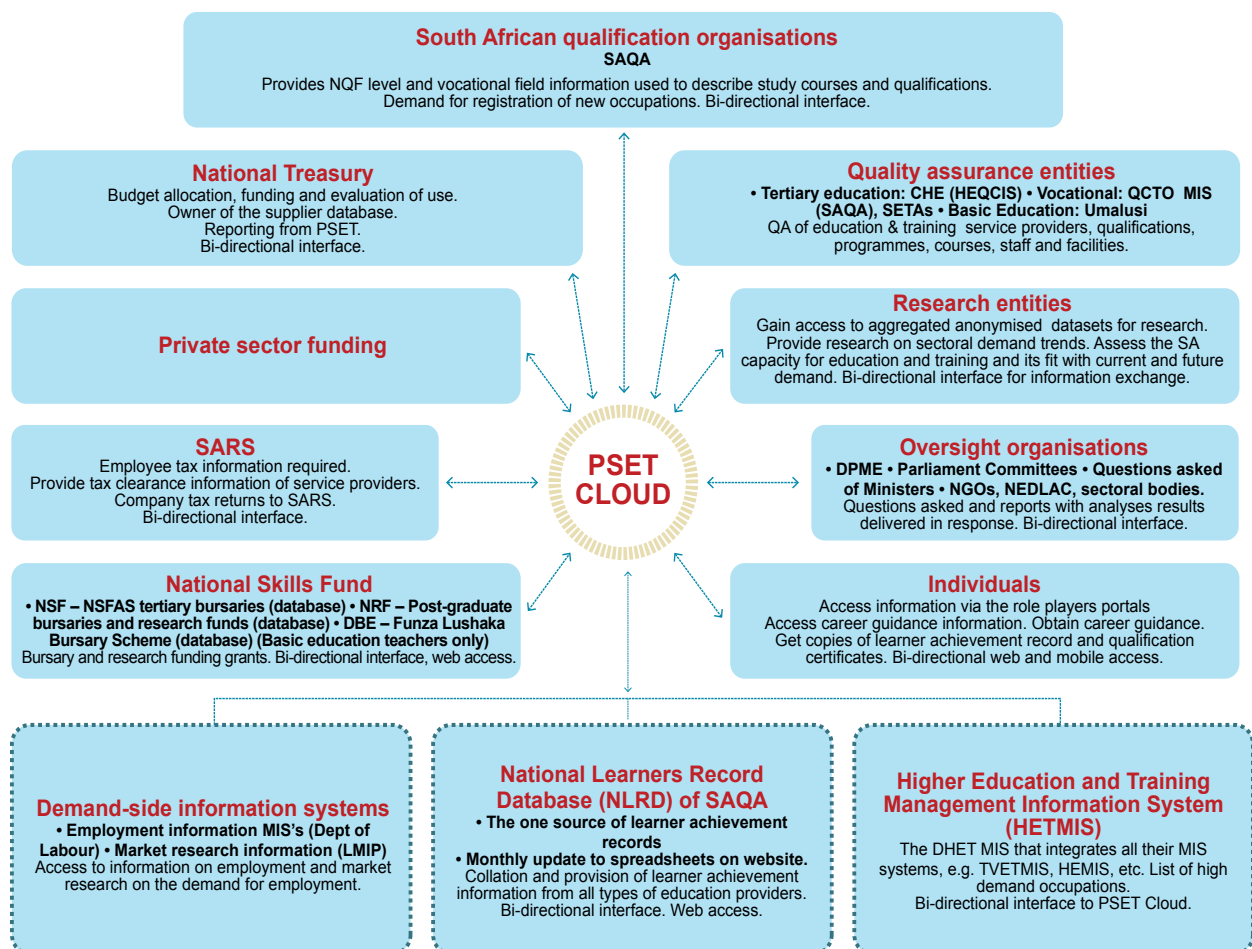 South African qualification organisations
SAQA
Provides NQF level and vocational field information used to describe study courses and qualifications.
Demand for registration of new occupations. Bi-directional interface.
National Treasury
Budget allocation, funding and evaluation of use.
Owner of the supplier database.
Reporting from PSET.
Bi-directional interface.
Quality assurance entities
• Tertiary education: CHE (HEQCIS) • Vocational: QCTO MIS
(SAQA), SETAs • Basic Education: Umalusi
QA of education & training service providers, qualifications,
programmes, courses, staff and facilities.
Private sector funding
Research entities
Gain access to aggregated anonymised datasets for research.
Provide research on sectoral demand trends. Assess the SA
capacity for education and training and its fit with current and future
demand. Bi-directional interface for information exchange.
SARS
Employee tax information required.
Provide tax clearance information of service providers.
Company tax returns to SARS.
Bi-directional interface.
PSET
CLOUD
Oversight organisations
• DPME • Parliament Committees • Questions asked
of Ministers • NGOs, NEDLAC, sectoral bodies.
Questions asked and reports with analyses results
delivered in response. Bi-directional interface.
National Skills Fund
• NSF – NSFAS tertiary bursaries (database) • NRF – Post-graduate
bursaries and research funds (database) • DBE – Funza Lushaka
Bursary Scheme (database) (Basic education teachers only)
Bursary and research funding grants. Bi-directional interface, web access.
Individuals
Access information via the role players portals
Access career guidance information. Obtain career guidance.
Get copies of learner achievement record and qualification
certificates. Bi-directional web and mobile access.
Demand-side information systems
• Employment information MIS's (Dept of
Labour) • Market research information (LMIP)
Access to information on employment and market
research on the demand for employment.
National Learners Record
Database (NLRD) of SAQA
• The one source of learner achievement
records
• Monthly update to spreadsheets on website.
Collation and provision of learner achievement
information from all types of education providers.
Bi-directional interface. Web access.
Higher Education and Training
Management Information System
(HETMIS)
The DHET MIS that integrates all their MIS
systems, e.g. TVETMIS, HEMIS, etc. List of high
demand occupations.
Bi-directional interface to PSET Cloud.